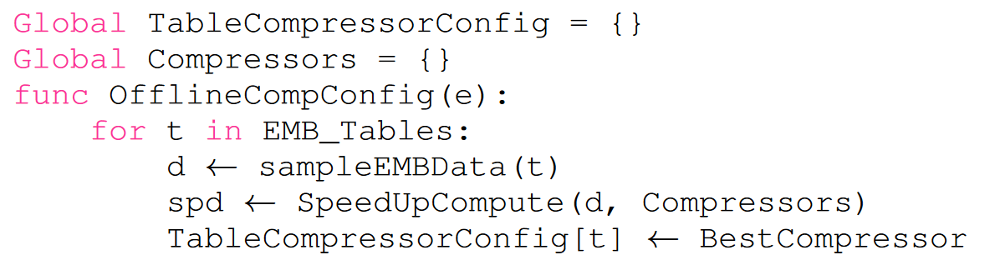 Global TableCompressorConfig = {}
Global Compressors = {}
func OfflineCompConfig(e):
    for t in EMB_Tables:
        d ← sampleEMBData(t)
        spd ← SpeedUpCompute(d, Compressors)
        TableCompressorConfig[t] ← BestCompressor